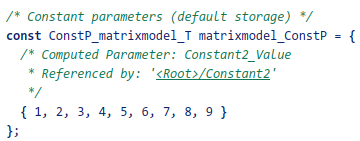 /* Constant parameters (default storage) */
const ConstP_matrixmodel_T matrixmodel_ConstP = {
  /* Computed Parameter: Constant2_Value
   * Referenced by: '<Root>/Constant2'
   */
  { 1, 2, 3, 4, 5, 6, 7, 8, 9 }
};